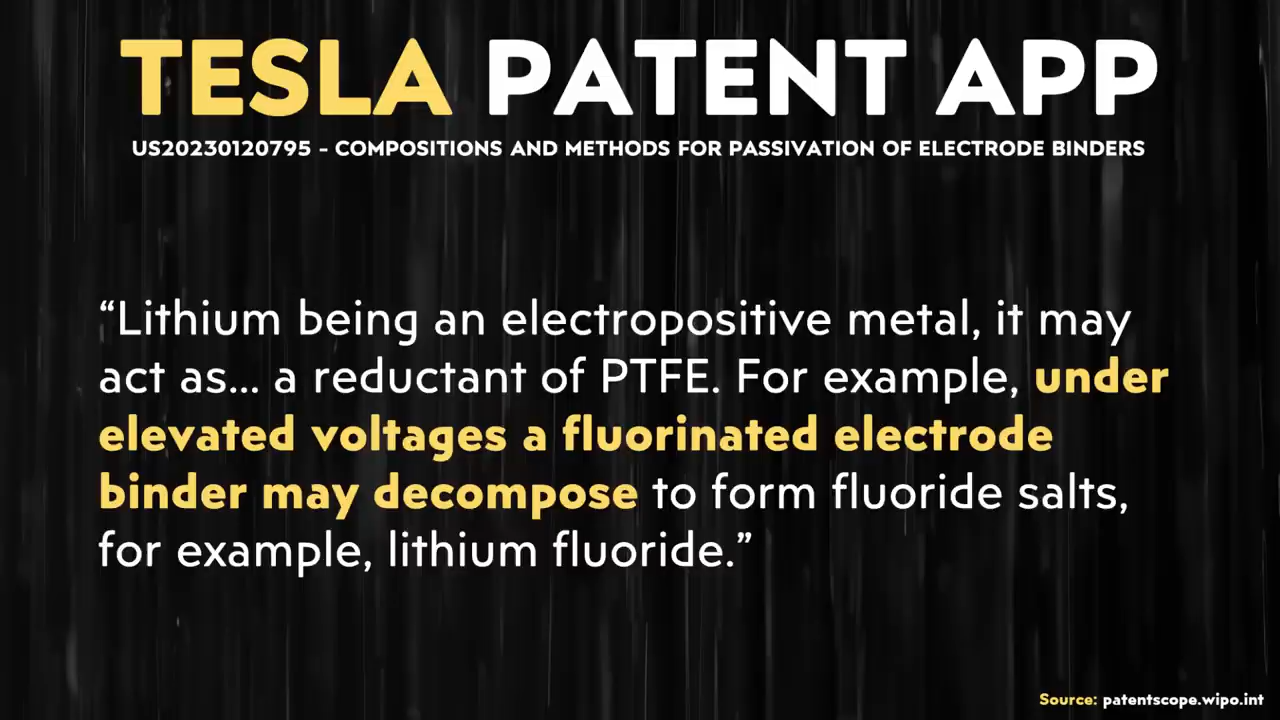 TESLA PATENT APP
US20230120795 - COMPOSITIONS AND METHODS FOR PASSIVATION OF ELECTRODE BINDERS
“Lithium being an electropositive metal, it may
act as... a reductant of PTFE. For example, under
elevated voltages a fluorinated electrode
binder may decompose to form fluoride salts,
for example, lithium fluoride.”
Source: patentscope.wipo.int